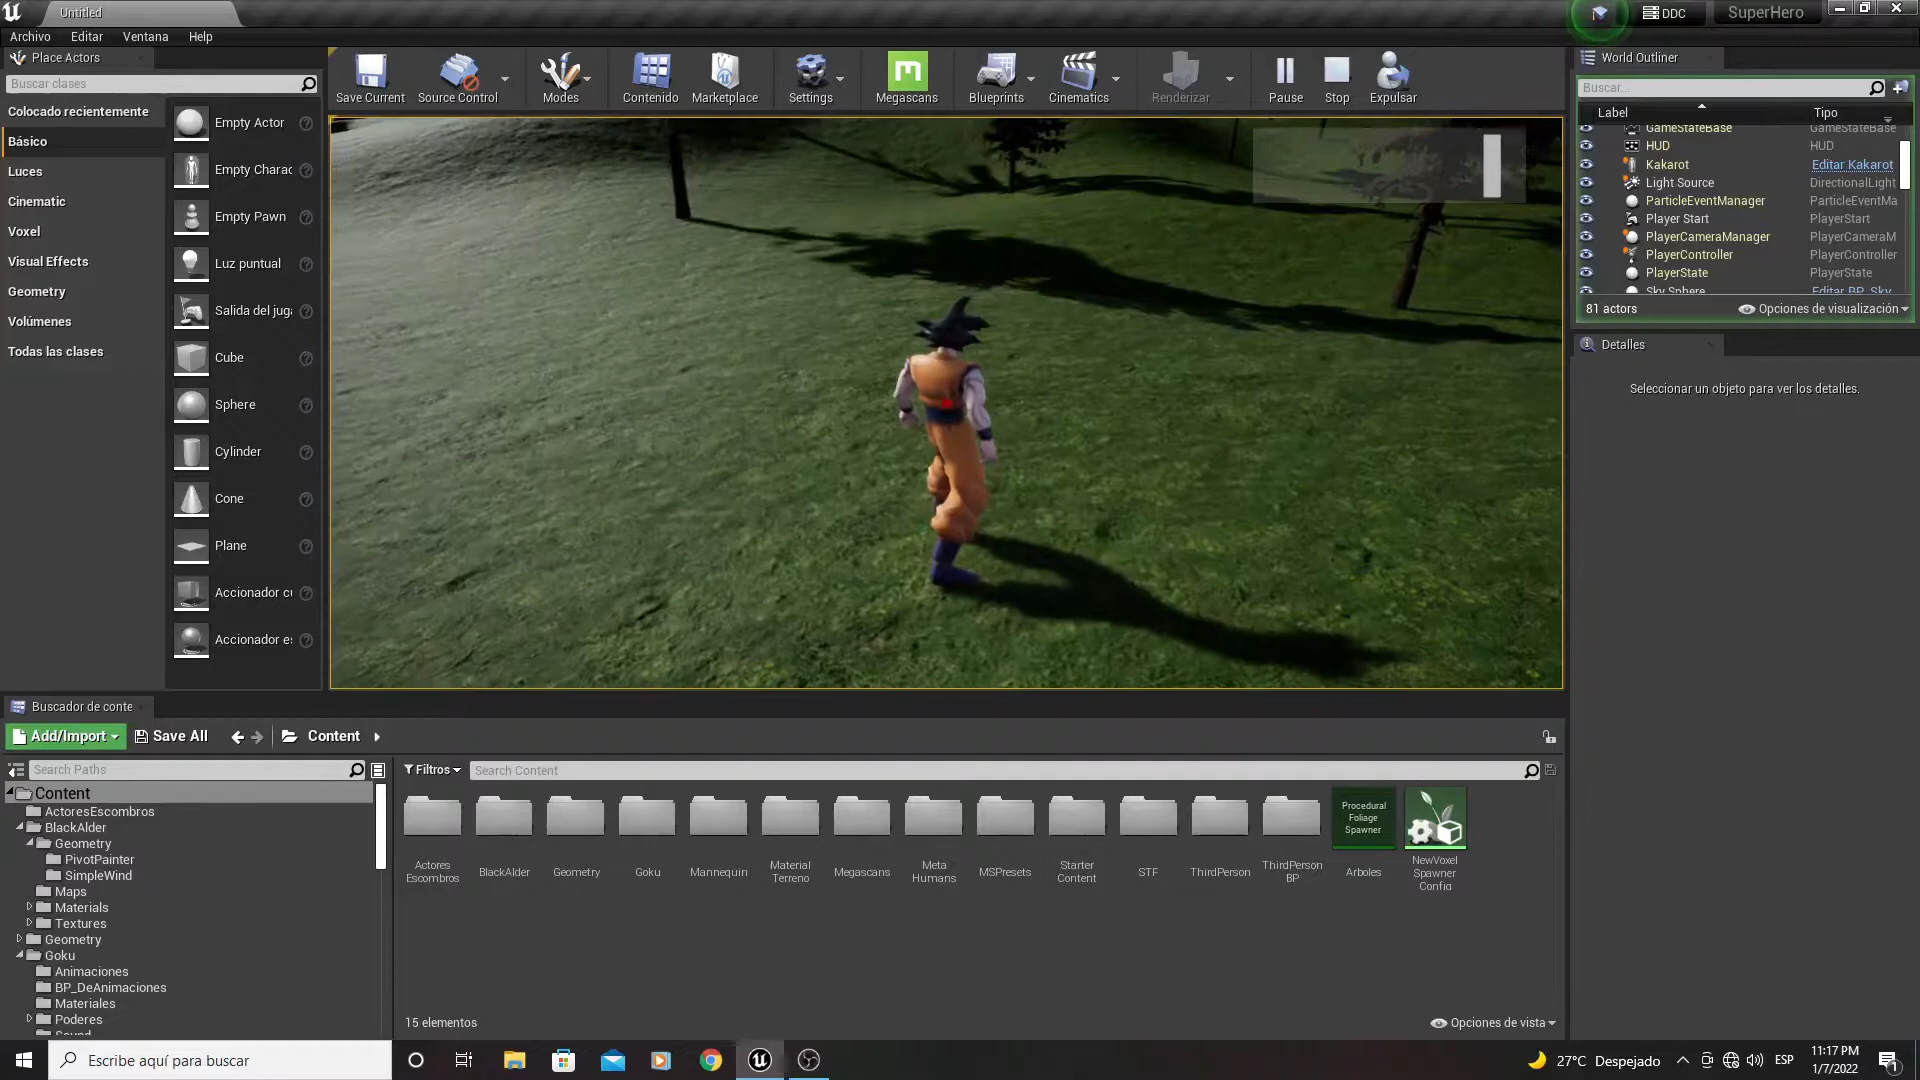 Untitled
DDC
SuperHero
Archivo
Editar
Ventana
Help
Place Actors
Buscar clases
Colocado recientemente
Básico
Luces
Cinematic
Voxel
Visual Effects
Geometry
Volúmenes
Todas las clases
Empty Actor
Empty Charac
Empty Pawn
Luz puntual
Salida del jug
Cube
Sphere
Cylinder
Cone
Plane
Accionador c
Accionador e
Save Current
Source Control
Modes
Contenido
Marketplace
Settings
Megascans
Blueprints
Cinematics
Renderizar
Pause
Stop
Expulsar
World Outliner
Buscar...
Label
Tipo
GameStateBase
GameStateBase
HUD
HUD
Kakarot
Editar Kakarot
Light Source
DirectionalLight
ParticleEventManager
ParticleEventMa
Player Start
PlayerStart
PlayerCameraManager
PlayerCameraM
PlayerController
PlayerController
PlayerState
PlayerState
Sky Sphere
Editar BP_Sky
81 actors
Opciones de visualización
Detalles
Seleccionar un objeto para ver los detalles.
Buscador de conte
Add/Import
Save All
Content
Search Paths
Content
ActoresEscombros
BlackAlder
Geometry
PivotPainter
SimpleWind
Maps
Materials
Textures
Geometry
Goku
Animaciones
BP_DeAnimaciones
Materiales
Poderes
Sound
Filtros
Search Content
Procedural
Foliage
Spawner
Actores
Escombros
BlackAlder
Geometry
Goku
Mannequin
Material
Terreno
Megascans
Meta
Humans
MSPresets
Starter
Content
STF
ThirdPerson
ThirdPerson
BP
Arboles
NewVoxel
Spawner
Config
15 elementos
Opciones de vista
Escribe aquí para buscar
27°C Despejado
ESP
11:17 PM
1/7/2022
1